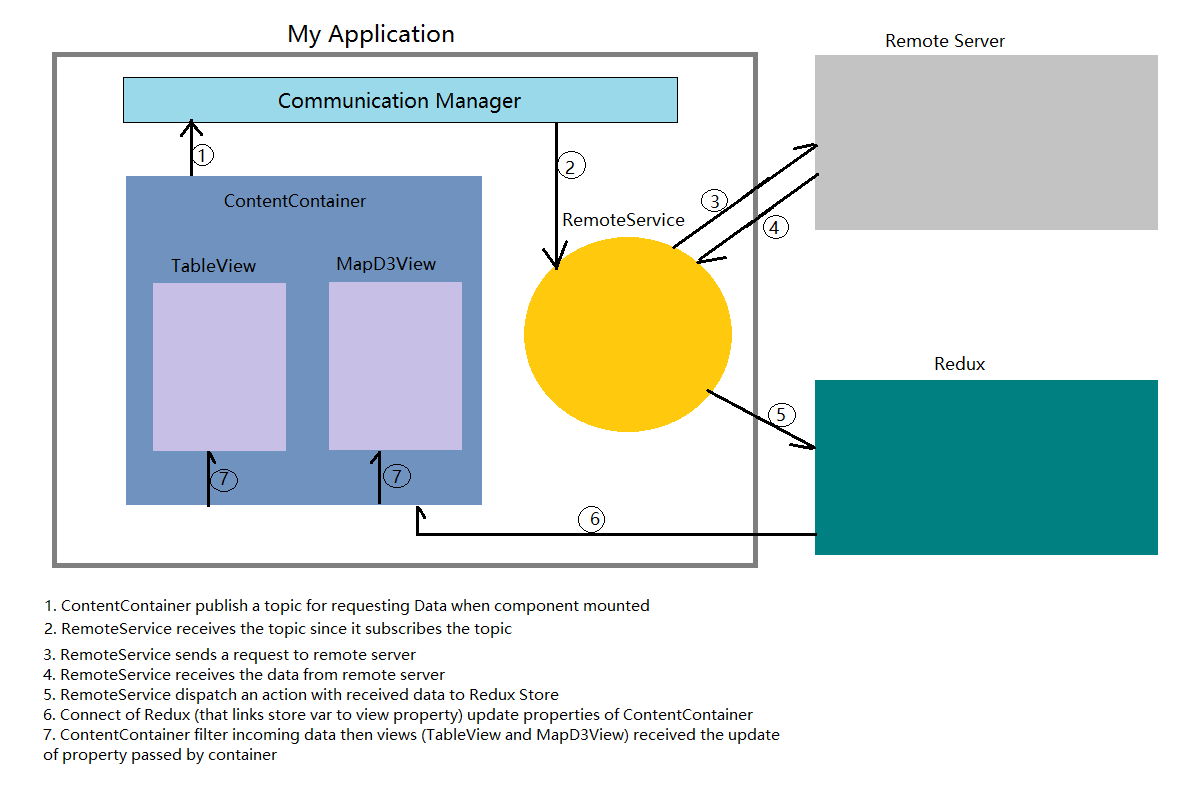 My Application
Remote Server
Communication Manager
1
2
ContentContainer
3
RemoteService
4
TableView
MapD3View
Redux
5
7
7
6
1. ContentContainer publish a topic for requesting Data when component mounted
2. RemoteService receives the topic since it subscribes the topic
3. RemoteService sends a request to remote server
4. RemoteService receives the data from remote server
5. RemoteService dispatch an action with received data to Redux Store
6. Connect of Redux (that links store var to view property) update properties of ContentContainer
7. ContentContainer filter incoming data then views (TableView and MapD3View) received the update
of property passed by container